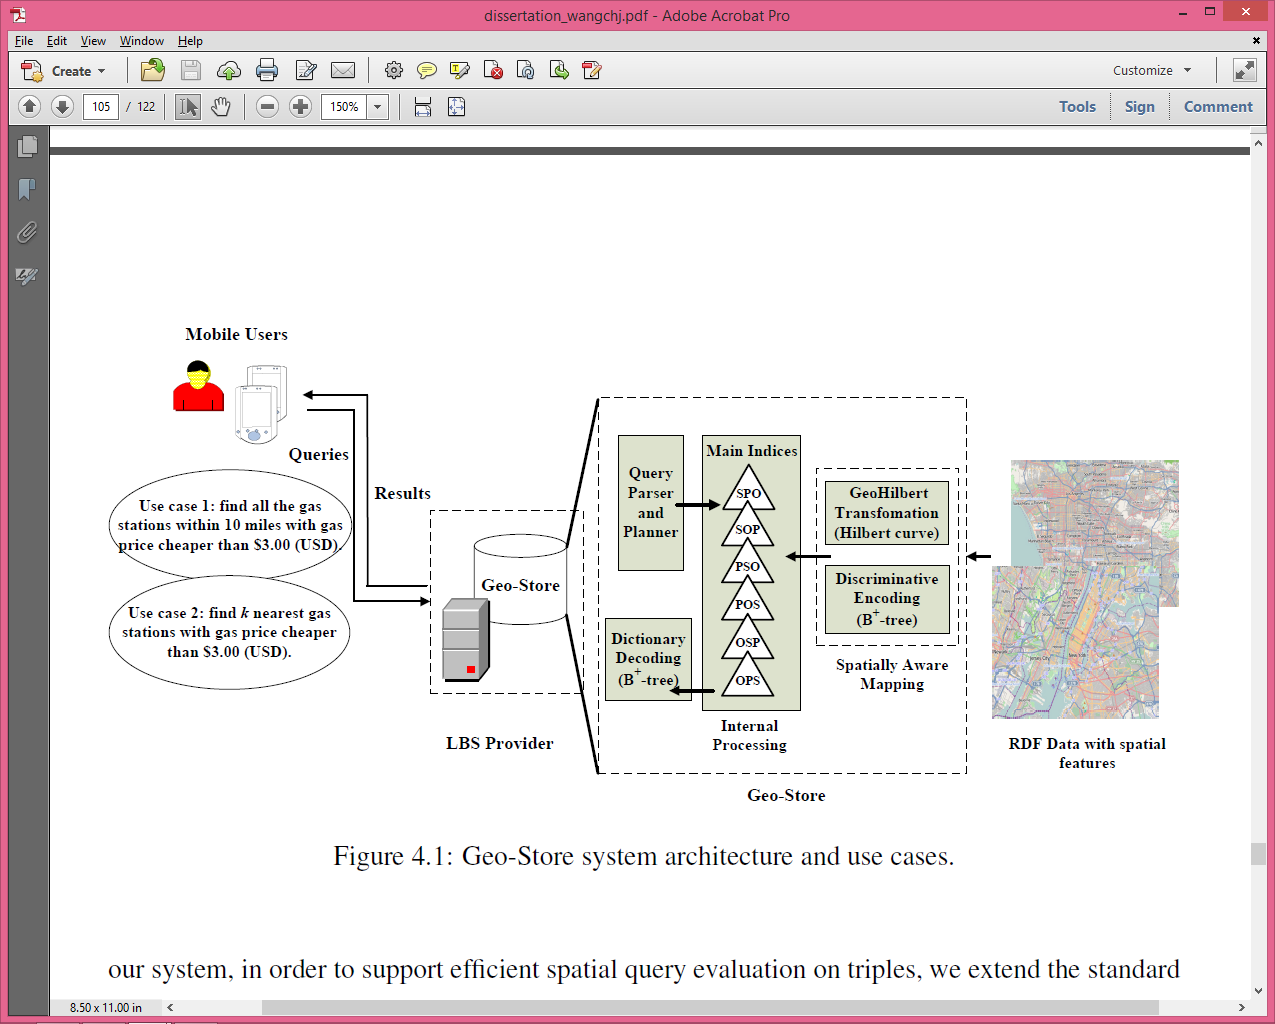 dissertation_wangchj.pdf - Adobe Acrobat Pro
File Edit View Window Help
Create
Customize
105 / 122
150%
Tools Sign Comment
Mobile Users
Queries
Results
Use case 1: find all the gas
stations within 10 miles with gas
price cheaper than $3.00 (USD).
Use case 2: find k nearest gas
stations with gas price cheaper
than $3.00 (USD).
Geo-Store
LBS Provider
Query
Parser
and
Planner
Dictionary
Decoding
(B+-tree)
Main Indices
SPO
SOP
PSO
POS
OSP
OPS
Internal
Processing
GeoHilbert
Transfomation
(Hilbert curve)
Discriminative
Encoding
(B+-tree)
Spatially Aware
Mapping
Geo-Store
RDF Data with spatial
features
Figure 4.1: Geo-Store system architecture and use cases.
our system, in order to support efficient spatial query evaluation on triples, we extend the standard
8.50 x 11.00 in